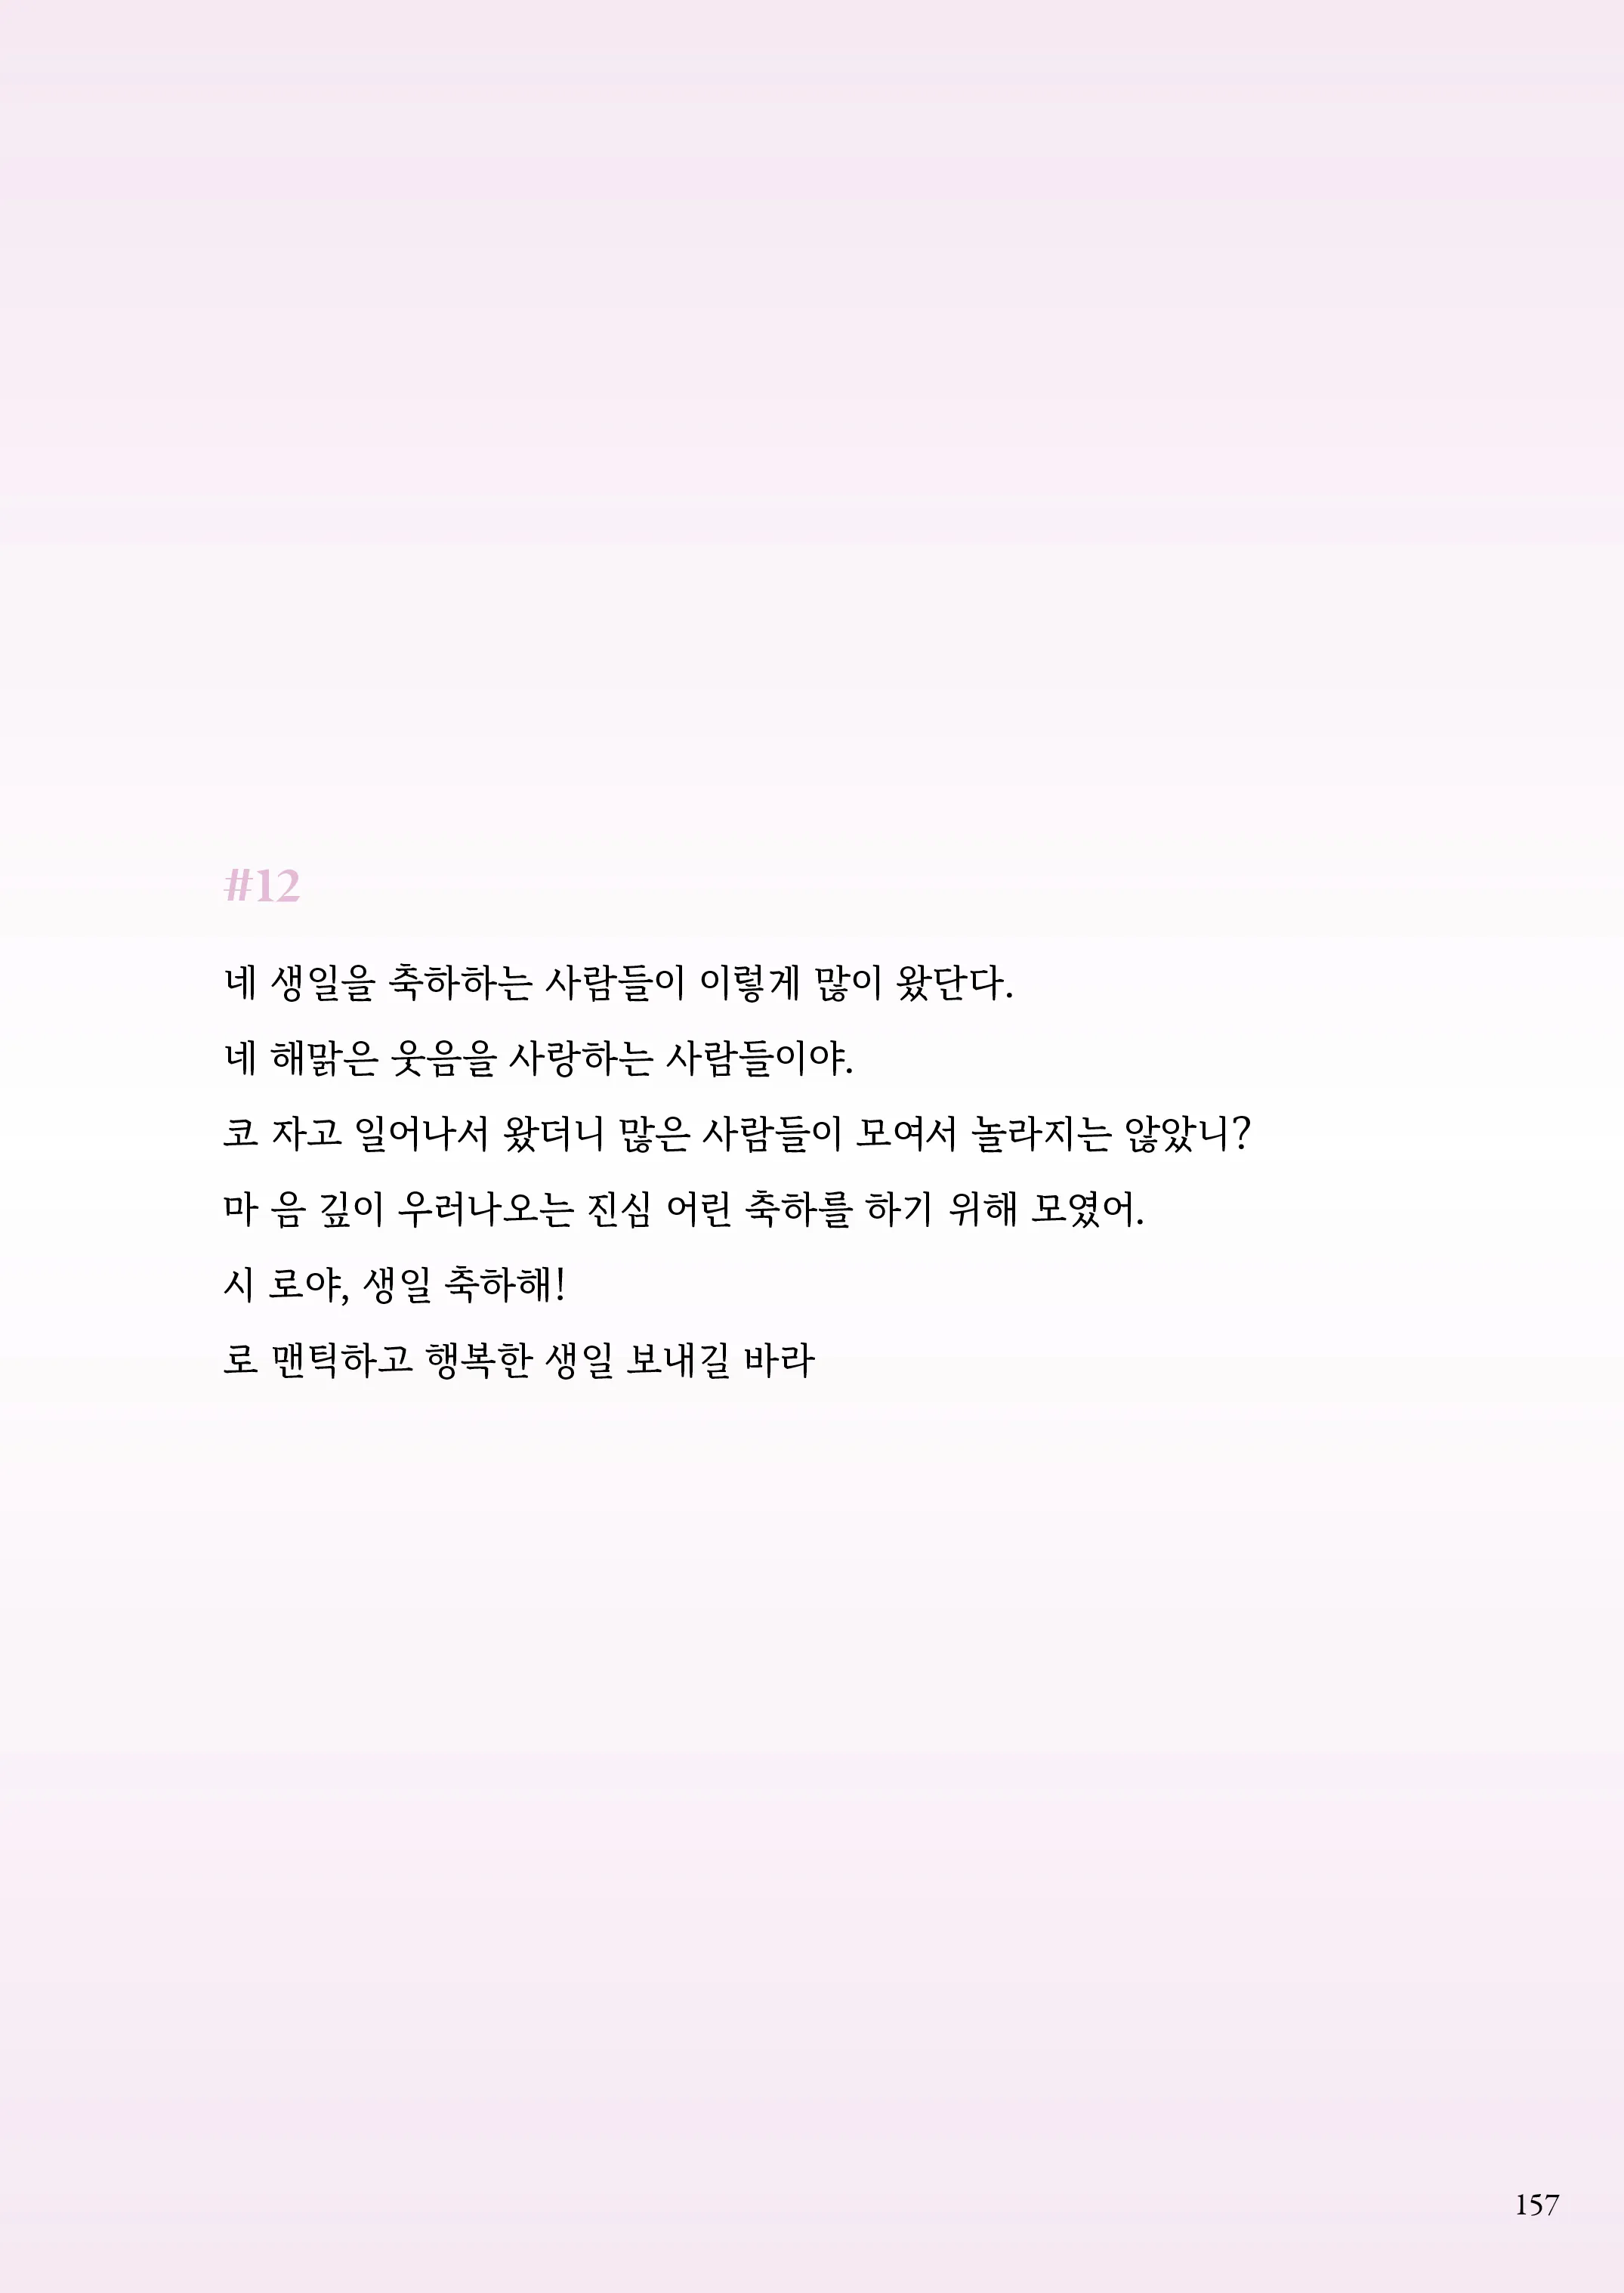 #12
네 생일을 축하하는 사람들이 이렇게 많이 왔단다.
네 해맑은 웃음을 사랑하는 사람들이야.
코 자고 일어나서 왔더니 많은 사람들이 모여서 놀라지는 않았니?
마 음 깊이 우러나오는 진심 어린 축하를 하기 위해 모였어.
시 로야, 생일 축하해!
로 맨틱하고 행복한 생일 보내길 바라
157